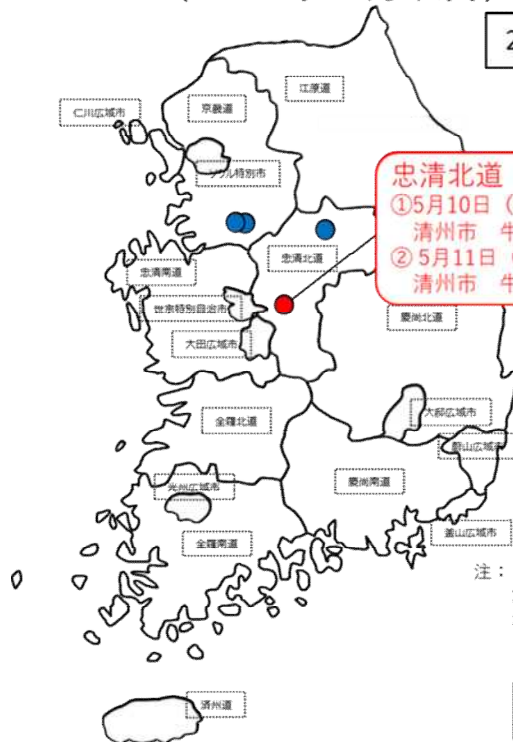 2
江原道
京畿道
仁川広域市
ソウル特別市
忠清北道
①5月10日（
清州市 牛
② 5月11日（
清州市 牛
忠清北道
忠清南道
世宗特別自治市
大田広域市
慶尚北道
全羅北道
大邱広域市
蔚山広域市
光州広域市
慶尚南道
全羅南道
釜山広域市
注：
済州道